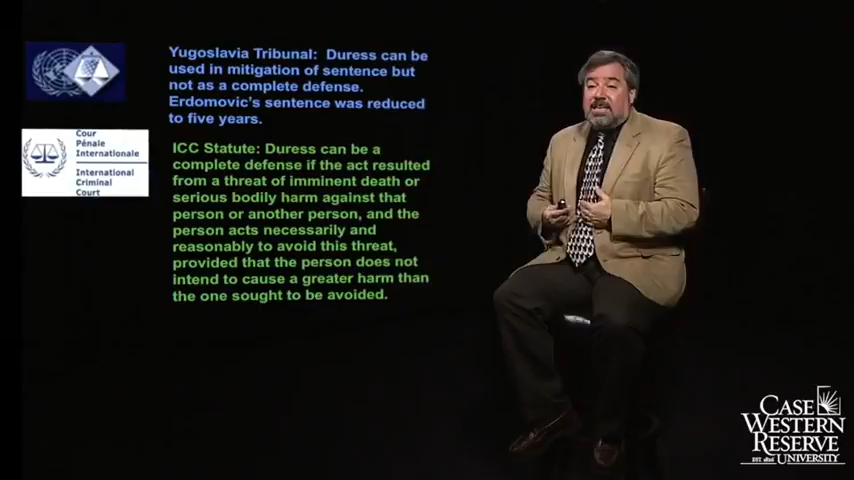 Yugoslavia Tribunal: Duress can be
used in mitigation of sentence but
not as a complete defense.
Erdomovic's sentence was reduced
to five years.
Cour
Pénale
Internationale
International
Criminal
Court
ICC Statute: Duress can be a
complete defense if the act resulted
from a threat of imminent death or
serious bodily harm against that
person or another person, and the
person acts necessarily and
reasonably to avoid this threat,
provided that the person does not
intend to cause a greater harm than
the one sought to be avoided.
CASE
WESTERN
RESERVE
UNIVERSITY